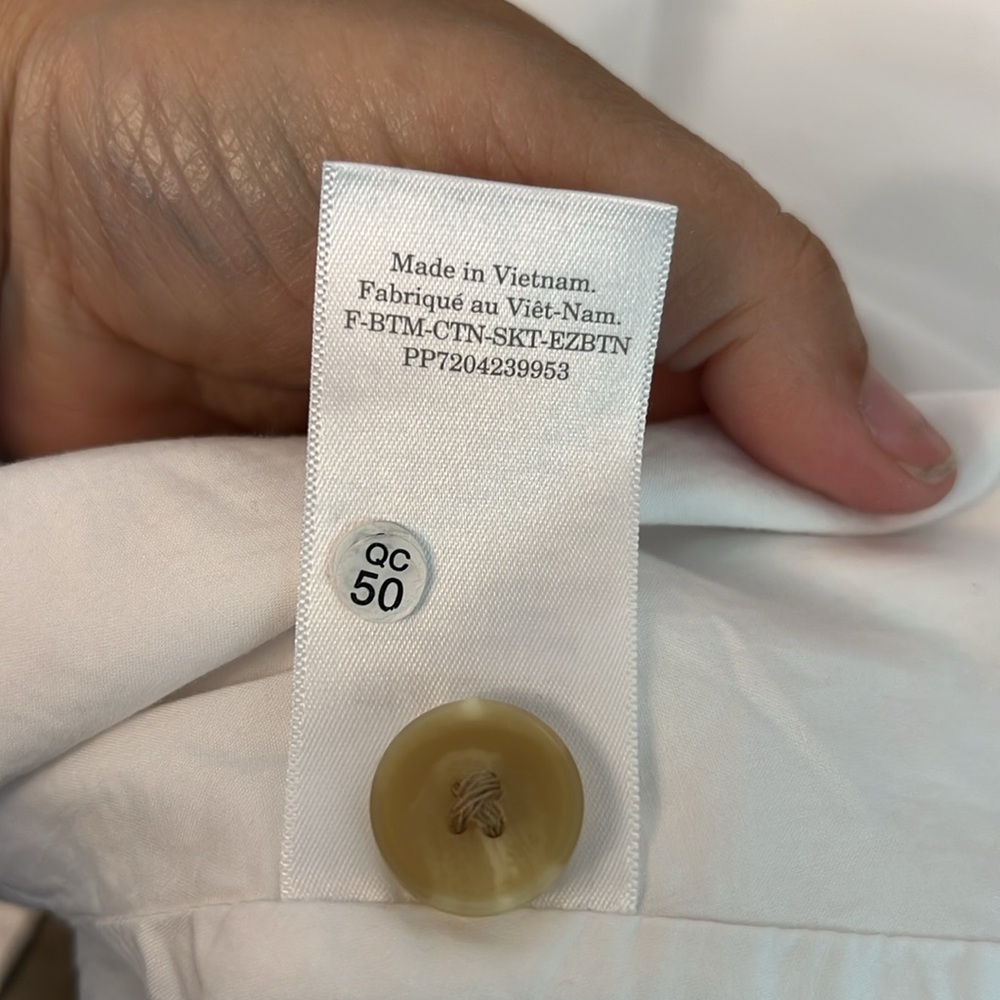 Made in Vietnam.
Fabriqué au Viêt-Nam.
F-BTM-CTN-SKT-EZBTN
PP7204239953
QC
50